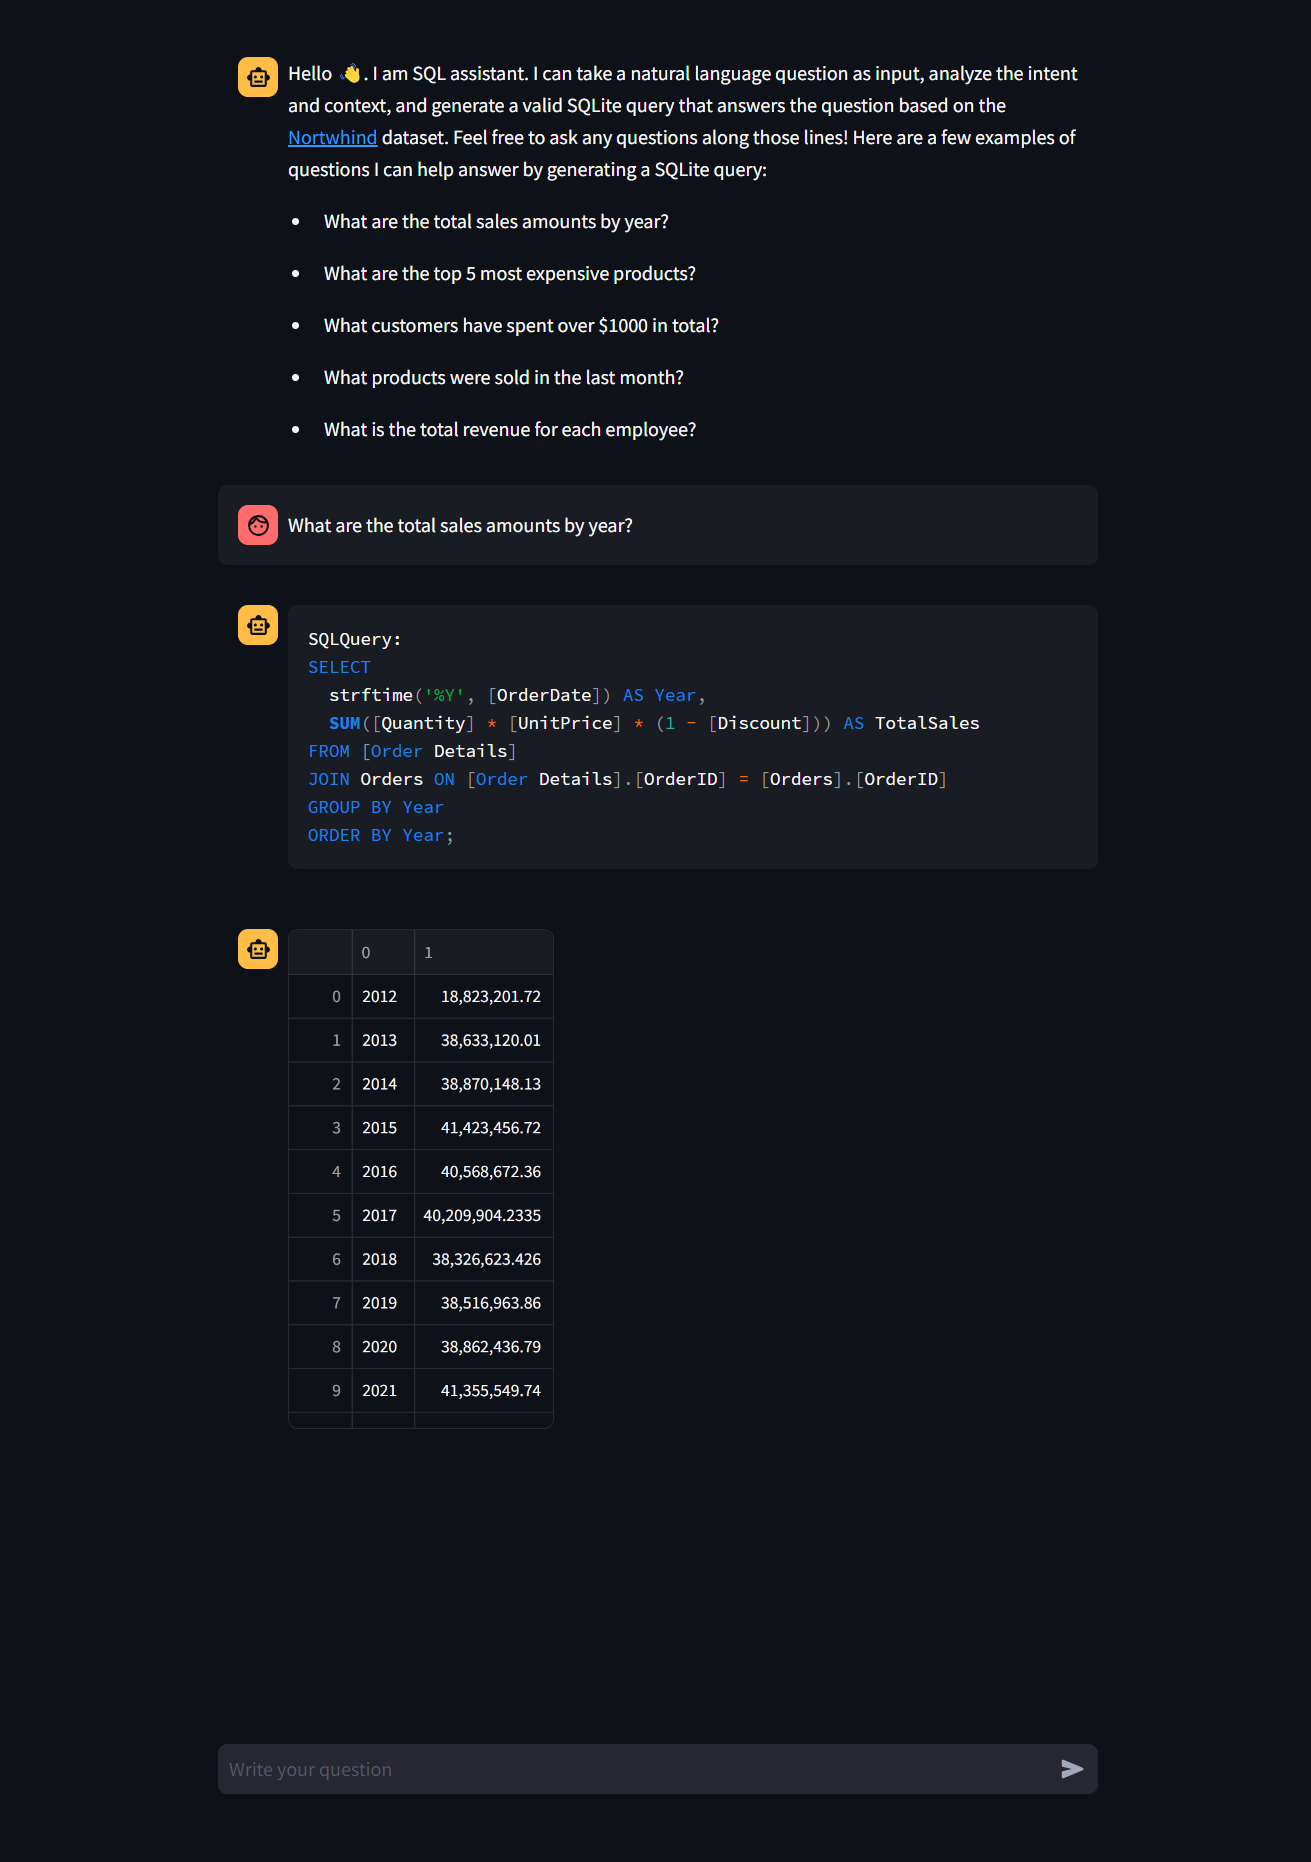 Hello 👋. I am SQL assistant. I can take a natural language question as input, analyze the intent
and context, and generate a valid SQLite query that answers the question based on the
Nortwhind dataset. Feel free to ask any questions along those lines! Here are a few examples of
questions I can help answer by generating a SQLite query:
• What are the total sales amounts by year?
• What are the top 5 most expensive products?
• What customers have spent over $1000 in total?
• What products were sold in the last month?
• What is the total revenue for each employee?
What are the total sales amounts by year?
SQLQuery:
SELECT
  strftime('%Y', [OrderDate]) AS Year,
  SUM([Quantity] * [UnitPrice] * (1 - [Discount])) AS TotalSales
FROM [Order Details]
JOIN Orders ON [Order Details].[OrderID] = [Orders].[OrderID]
GROUP BY Year
ORDER BY Year;
0 1
0 2012 18,823,201.72
1 2013 38,633,120.01
2 2014 38,870,148.13
3 2015 41,423,456.72
4 2016 40,568,672.36
5 2017 40,209,904.2335
6 2018 38,326,623.426
7 2019 38,516,963.86
8 2020 38,862,436.79
9 2021 41,355,549.74
Write your question